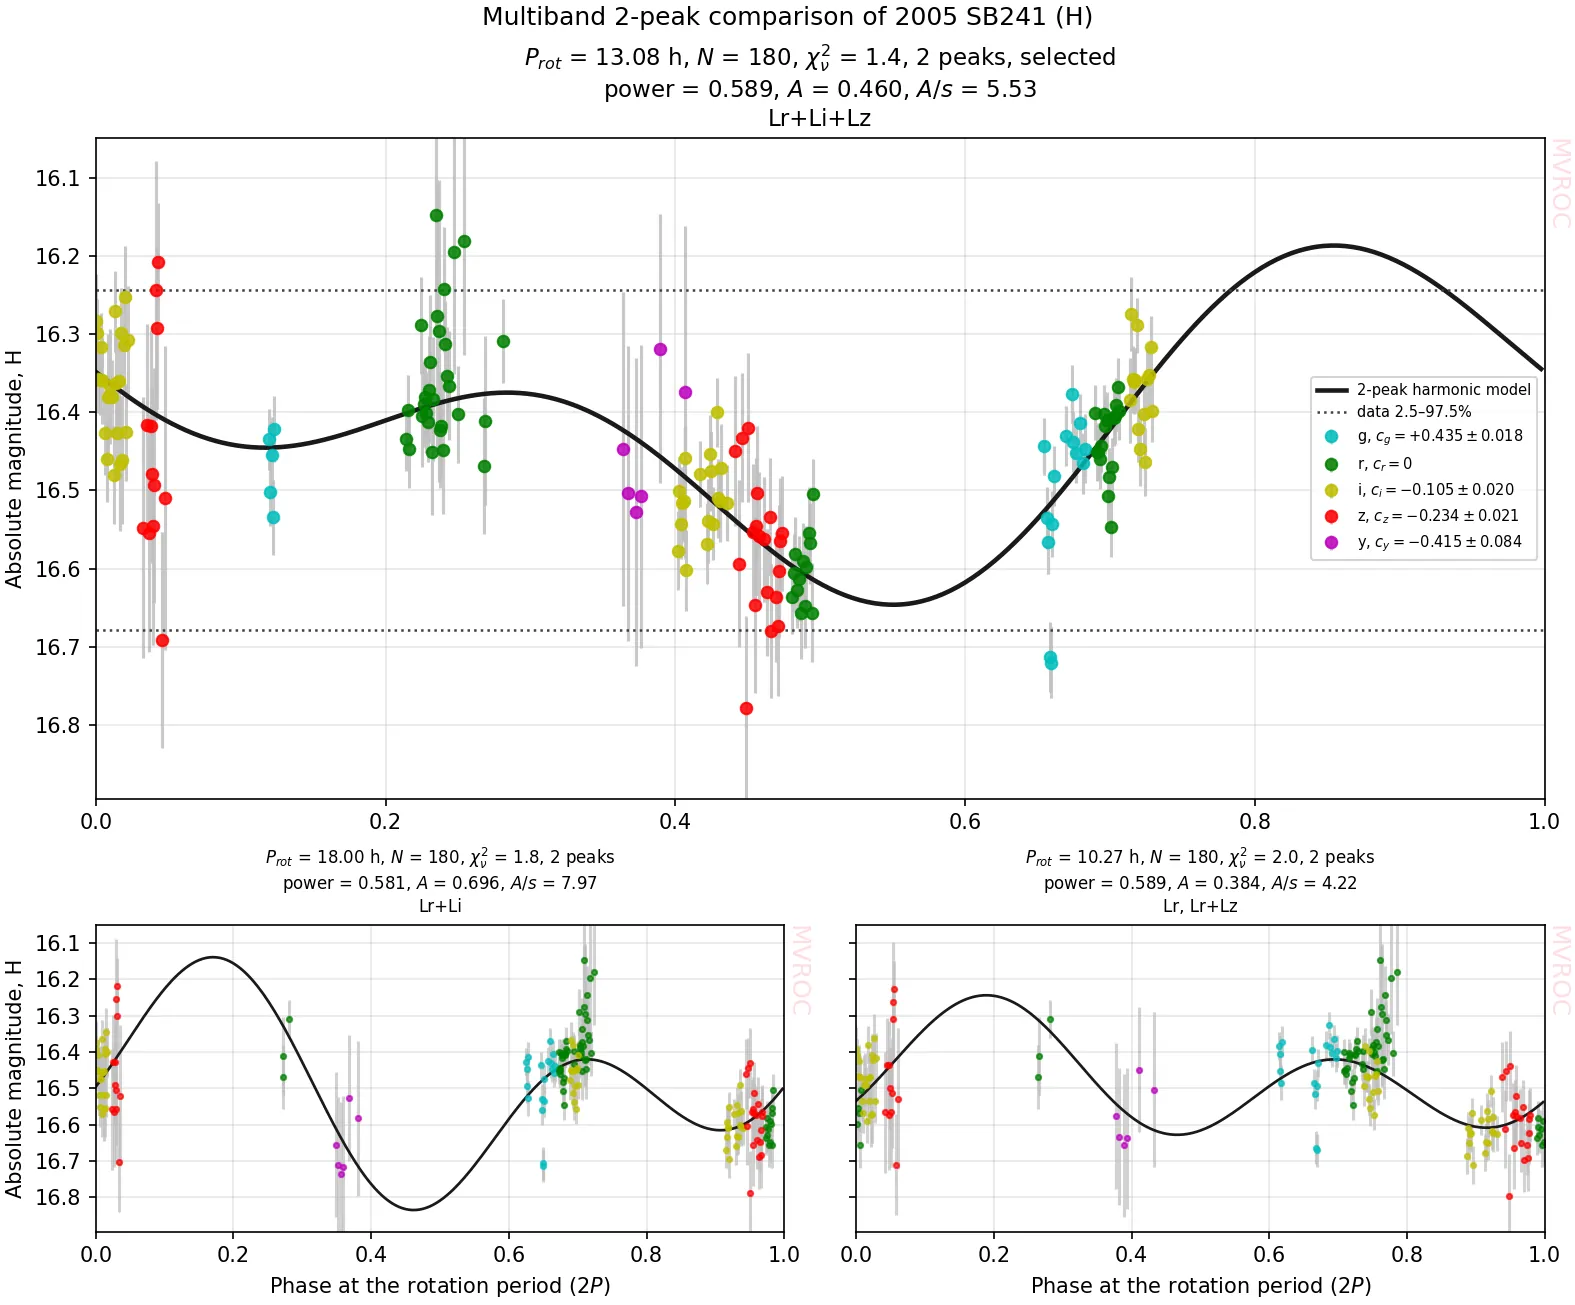 Multiband 2-peak comparison of 2005 SB241 (H)
P_rot = 13.08 h, N = 180, χ²_ν = 1.4, 2 peaks, selected
power = 0.589, A = 0.460, A/s = 5.53
Lr+Li+Lz
MVROC
Absolute magnitude, H
16.1
16.2
16.3
16.4
16.5
16.6
16.7
16.8
2-peak harmonic model
data 2.5–97.5%
g, c_g = +0.435 ± 0.018
r, c_r = 0
i, c_i = −0.105 ± 0.020
z, c_z = −0.234 ± 0.021
y, c_y = −0.415 ± 0.084
0.0 0.2 0.4 0.6 0.8 1.0
P_rot = 18.00 h, N = 180, χ²_ν = 1.8, 2 peaks
power = 0.581, A = 0.696, A/s = 7.97
Lr+Li
MVROC
Absolute magnitude, H
16.1
16.2
16.3
16.4
16.5
16.6
16.7
16.8
0.0 0.2 0.4 0.6 0.8 1.0
Phase at the rotation period (2P)
P_rot = 10.27 h, N = 180, χ²_ν = 2.0, 2 peaks
power = 0.589, A = 0.384, A/s = 4.22
Lr, Lr+Lz
MVROC
0.0 0.2 0.4 0.6 0.8 1.0
Phase at the rotation period (2P)